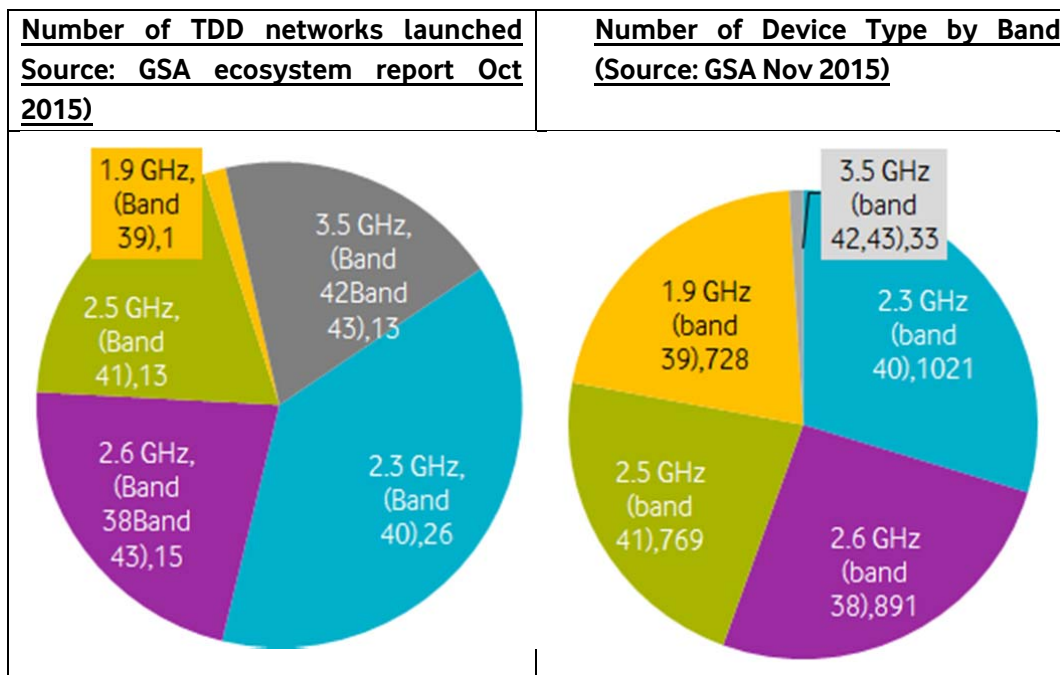 Number of TDD networks launched
Source: GSA ecosystem report Oct
2015)
Number of Device Type by Band
(Source: GSA Nov 2015)
1.9 GHz,
(Band
39),1
3.5 GHz,
(Band
42Band
43),13
2.5 GHz,
(Band
41),13
2.6 GHz,
(Band
38Band
43),15
2.3 GHz,
(Band
40),26
3.5 GHz
(band
42,43),33
1.9 GHz
(band
39),728
2.3 GHz
(band
40),1021
2.5 GHz
(band
41),769
2.6 GHz
(band
38),891